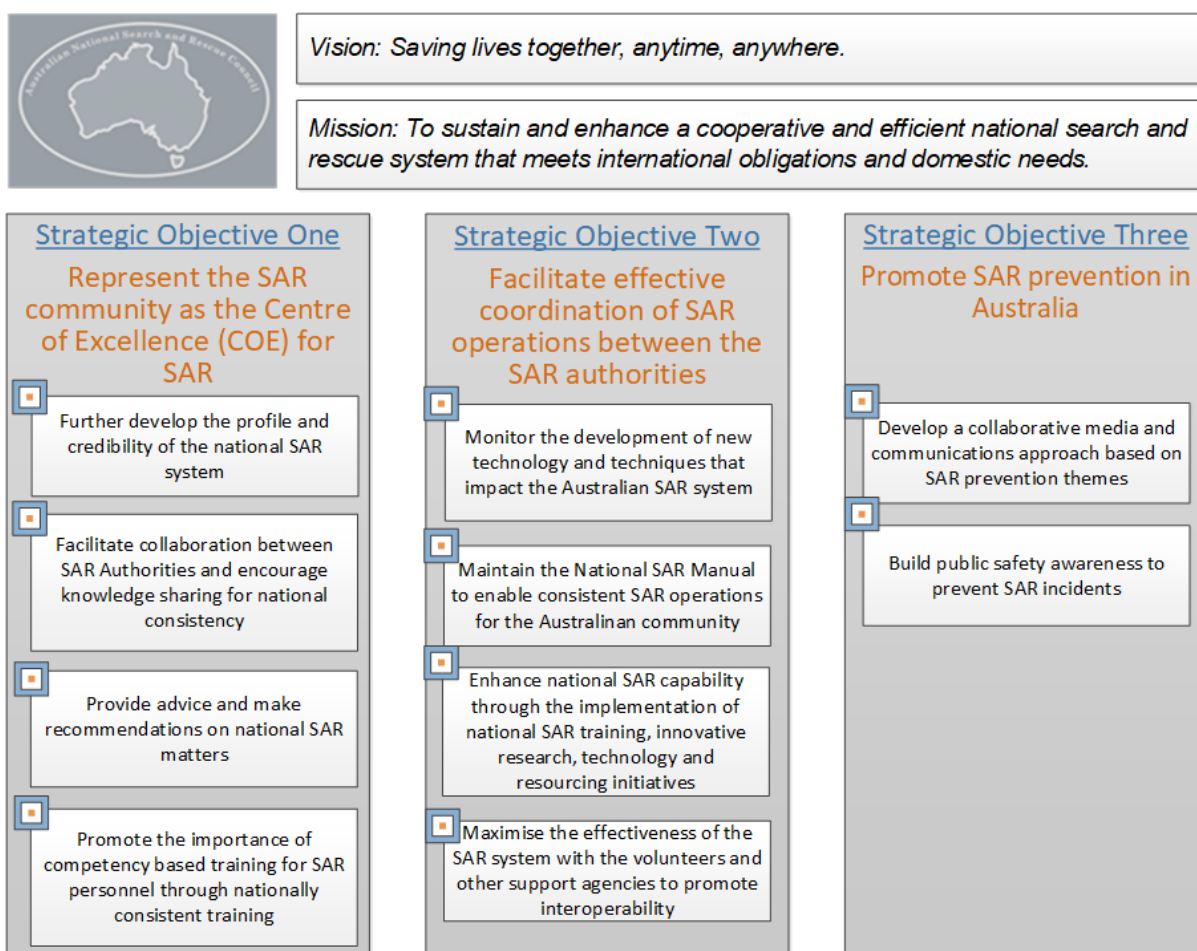 Australian National Search and Rescue Council
Vision: Saving lives together, anytime, anywhere.
Mission: To sustain and enhance a cooperative and efficient national search and
rescue system that meets international obligations and domestic needs.
Strategic Objective One
Represent the SAR
community as the Centre
of Excellence (COE) for
SAR
Further develop the profile and
credibility of the national SAR
system
Facilitate collaboration between
SAR Authorities and encourage
knowledge sharing for national
consistency
Provide advice and make
recommendations on national SAR
matters
Promote the importance of
competency based training for SAR
personnel through nationally
consistent training
Strategic Objective Two
Facilitate effective
coordination of SAR
operations between the
SAR authorities
Monitor the development of new
technology and techniques that
impact the Australian SAR system
Maintain the National SAR Manual
to enable consistent SAR operations
for the Australinan community
Enhance national SAR capability
through the implementation of
national SAR training, innovative
research, technology and
resourcing initiatives
Maximise the effectiveness of the
SAR system with the volunteers and
other support agencies to promote
interoperability
Strategic Objective Three
Promote SAR prevention in
Australia
Develop a collaborative media and
communications approach based on
SAR prevention themes
Build public safety awareness to
prevent SAR incidents